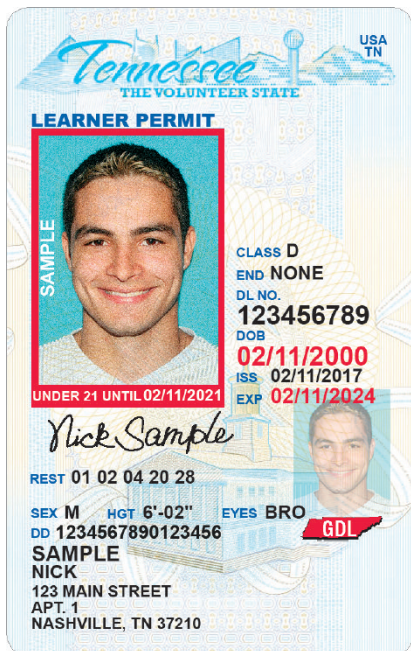 USA
TN
Tennessee
THE VOLUNTEER STATE
LEARNER PERMIT
SAMPLE
CLASS D
END NONE
DL NO.
123456789
DOB
02/11/2000
ISS 02/11/2017
EXP 02/11/2024
UNDER 21 UNTIL 02/11/2021
Nick Sample
REST 01 02 04 20 28
SEX M HGT 6'-02" EYES BRO
GDL
DD 1234567890123456
SAMPLE
NICK
123 MAIN STREET
APT. 1
NASHVILLE, TN 37210